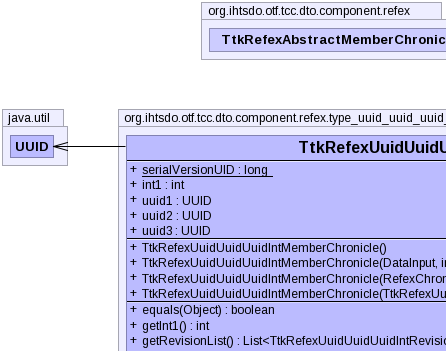 org.ihtsdo.otf.tcc.dto.component.refex
TtkRefexAbstractMemberChronic
java.util
UUID
org.ihtsdo.otf.tcc.dto.component.refex.type_uuid_uuid_uuid_
TtkRefexUuidUuidU
+ serialVersionUID : long
+ int1 : int
+ uuid1 : UUID
+ uuid2 : UUID
+ uuid3 : UUID
+ TtkRefexUuidUuidUuidIntMemberChronicle()
+ TtkRefexUuidUuidUuidIntMemberChronicle(DataInput, in
+ TtkRefexUuidUuidUuidIntMemberChronicle(RefexChron
+ TtkRefexUuidUuidUuidIntMemberChronicle(TtkRefexUu
+ equals(Object) : boolean
+ getInt1() : int
+ getRevisionList() : List<TtkRefexUuidUuidUuidIntRevisio